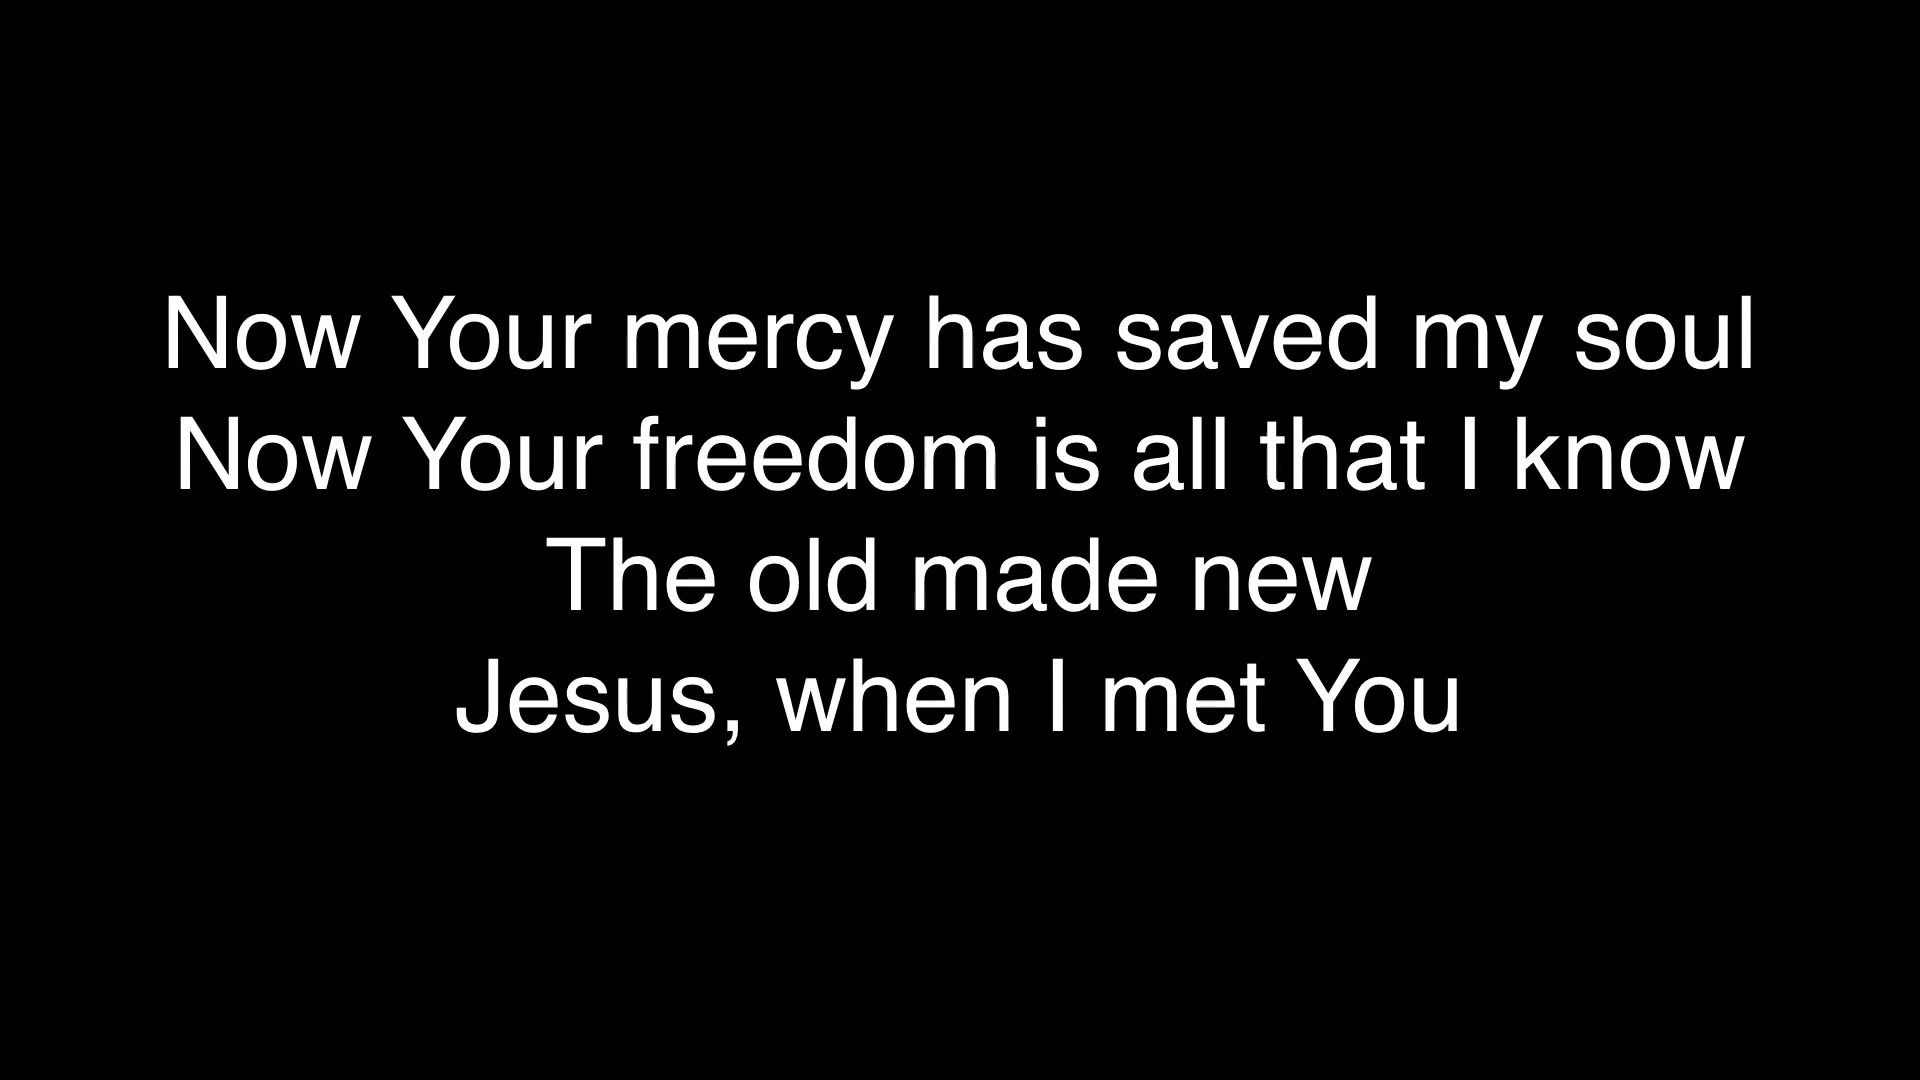 Now Your mercy has saved my soul
Now Your freedom is all that I know
The old made new
Jesus, when I met You